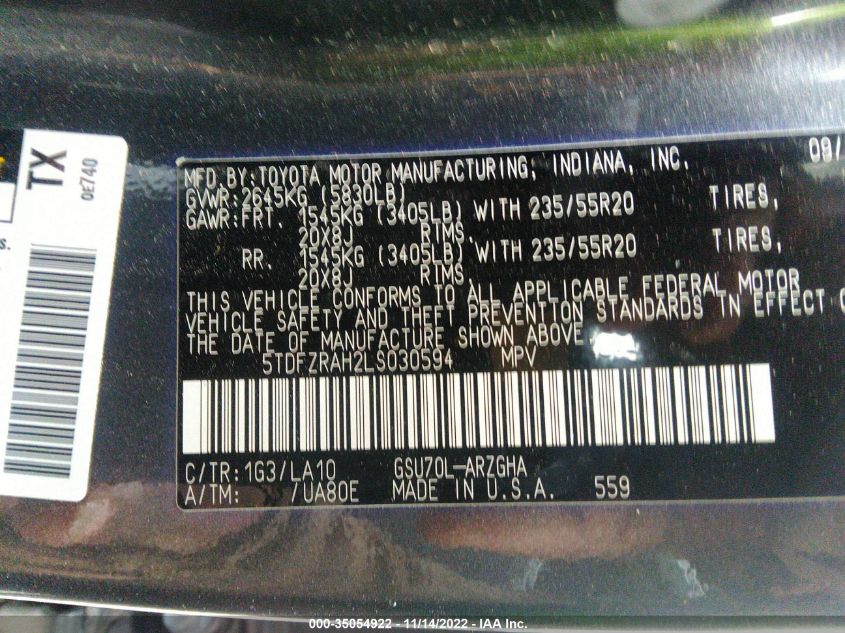 TX
0E740
s.
MFD. BY: TOYOTA MOTOR MANUFACTURING, INDIANA, INC. 09/
GVWR: 2645KG (5830LB)
GAWR: FRT. 1545KG (3405LB) WITH 235/55R20 TIRES,
20X8J RIMS,
RR. 1545KG (3405LB) WITH 235/55R20 TIRES,
20X8J RIMS
THIS VEHICLE CONFORMS TO ALL APPLICABLE FEDERAL MOTOR
VEHICLE SAFETY AND THEFT PREVENTION STANDARDS IN EFFECT O
THE DATE OF MANUFACTURE SHOWN ABOVE.
5TDFZRAH2LS030594 MPV
C/TR: 1G3/LA10 GSU70L-ARZGHA
A/TM: /UA80E MADE IN U.S.A. 559
000-35054922 - 11/14/2022 - IAA Inc.